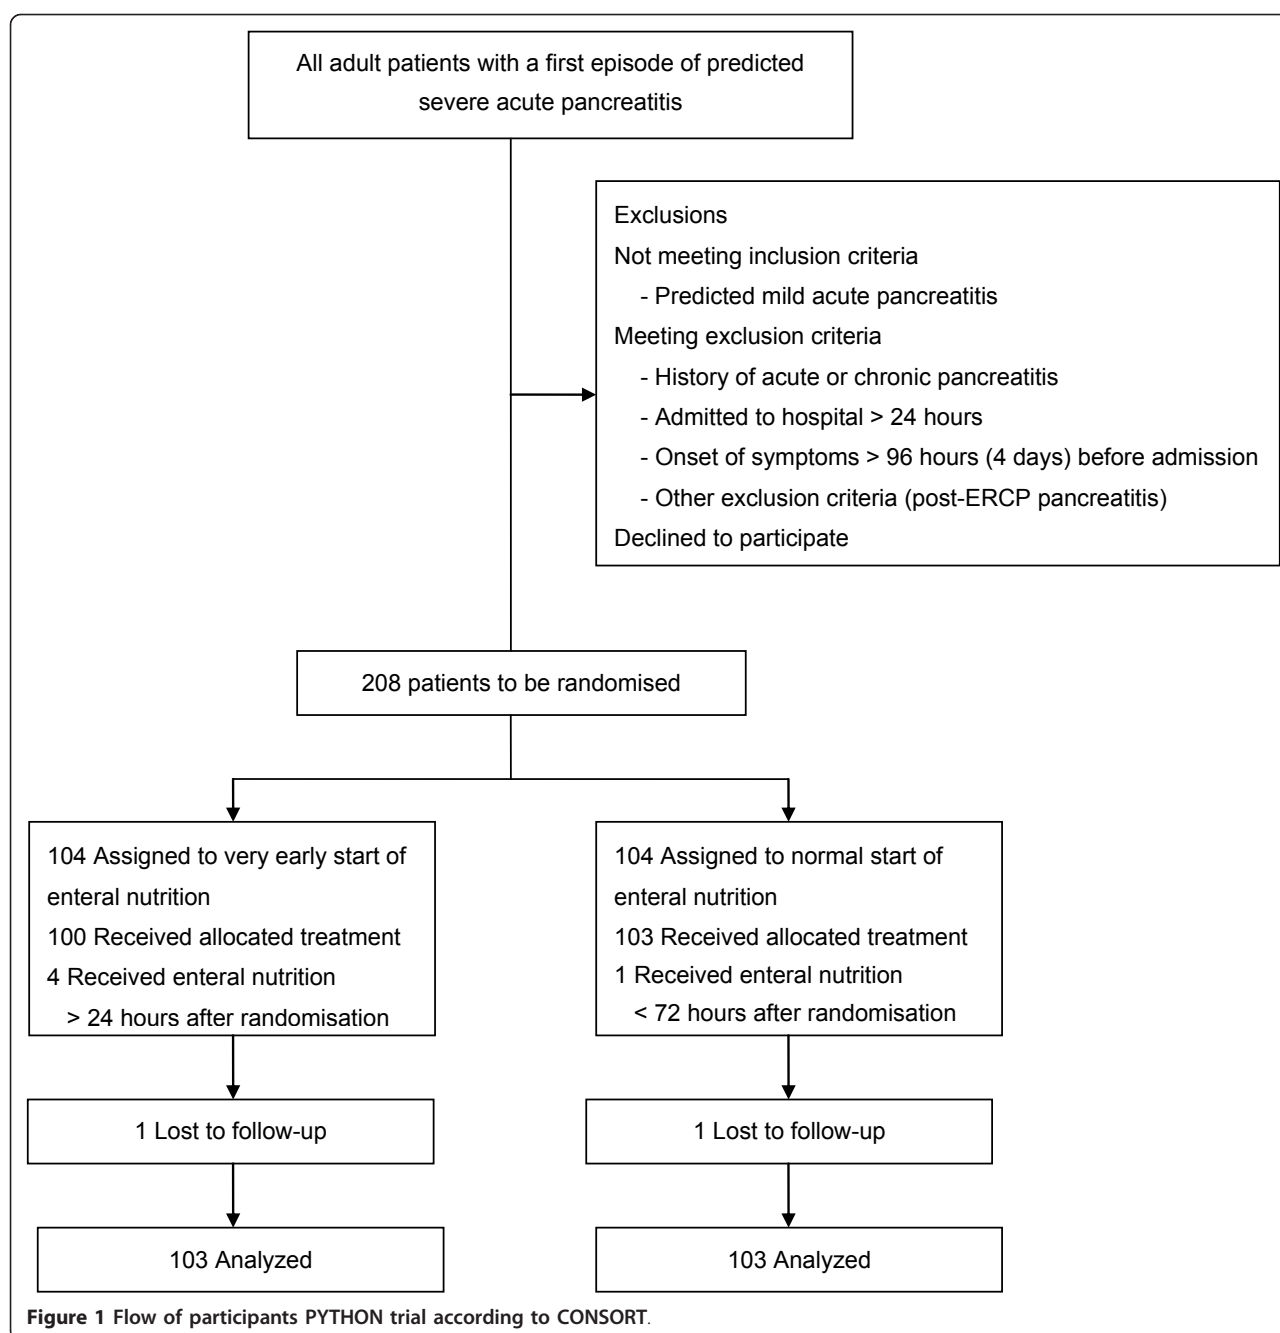 All adult patients with a first episode of predicted
severe acute pancreatitis
Exclusions
Not meeting inclusion criteria
- Predicted mild acute pancreatitis
Meeting exclusion criteria
- History of acute or chronic pancreatitis
- Admitted to hospital > 24 hours
- Onset of symptoms > 96 hours (4 days) before admission
- Other exclusion criteria (post-ERCP pancreatitis)
Declined to participate
208 patients to be randomised
104 Assigned to very early start of
enteral nutrition
100 Received allocated treatment
4 Received enteral nutrition
> 24 hours after randomisation
104 Assigned to normal start of
enteral nutrition
103 Received allocated treatment
1 Received enteral nutrition
< 72 hours after randomisation
1 Lost to follow-up
1 Lost to follow-up
103 Analyzed
103 Analyzed
Figure 1 Flow of participants PYTHON trial according to CONSORT.